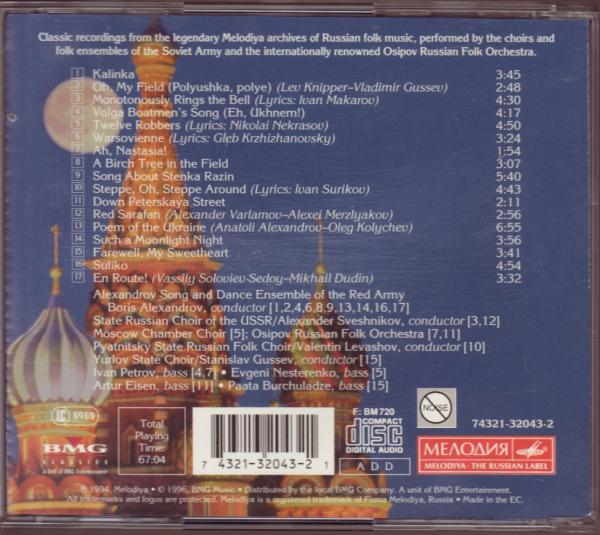 Classic recordings from the legendary Melodiya archives of Russian folk music, performed by the choirs and
folk ensembles of the Soviet Army and the internationally renowned Osipov Russian Folk Orchestra.
1 Kalinka 3:45
2 Oh, My Field (Polyushka, polye) (Lev Knipper–Vladimir Gussev) 2:48
3 Monotonously Rings the Bell (Lyrics: Ivan Makarov) 4:30
4 Volga Boatmen's Song (Eh, Ukhnem!) 4:17
5 Twelve Robbers (Lyrics: Nikolai Nekrasov) 4:50
6 Warsovienne (Lyrics: Gleb Krzhizhanovsky) 3:24
7 Ah, Nastasia! 1:54
8 A Birch Tree in the Field 3:07
9 Song About Stenka Razin 5:40
10 Steppe, Oh, Steppe Around (Lyrics: Ivan Surikov) 4:43
11 Down Peterskaya Street 2:11
12 Red Sarafan (Alexander Varlamov–Alexei Merzlyakov) 2:56
13 Poem of the Ukraine (Anatoli Alexandrov–Oleg Kolychev) 6:55
14 Such a Moonlight Night 3:56
15 Farewell, My Sweetheart 3:41
16 Suliko 4:54
17 En Route! (Vassily Soloviev-Sedoy–Mikhail Dudin) 3:32
Alexandrov Song and Dance Ensemble of the Red Army
Boris Alexandrov, conductor [1,2,4,6,8,9,13,14,16,17]
State Russian Choir of the USSR/Alexander Sveshnikov, conductor [3,12]
Moscow Chamber Choir [5]; Osipov Russian Folk Orchestra [7,11]
Pyatnitsky State Russian Folk Choir/Valentin Levashov, conductor [10]
Yurlov State Choir/Stanislav Gussev, conductor [15]
Ivan Petrov, bass [4,7] • Evgeni Nesterenko, bass [5]
Artur Eisen, bass [11] • Paata Burchuladze, bass [15]
LC 6969
BMG
CLASSICS
A Unit of BMG Entertainment
Total
Playing
Time:
67:04
7 4321-32043-2 1
F: BM 720
COMPACT
disc
DIGITAL AUDIO
ADD
NOISE
74321-32043-2
МЕЛОДИЯ
MELODIYA - THE RUSSIAN LABEL
℗ 1994, Melodiya • © 1996, BMG Music • Distributed by the local BMG Company. A unit of BMG Entertainment.
All trademarks and logos are protected. Melodiya is a registered trademark of Firma Melodiya, Russia • Made in the EC.